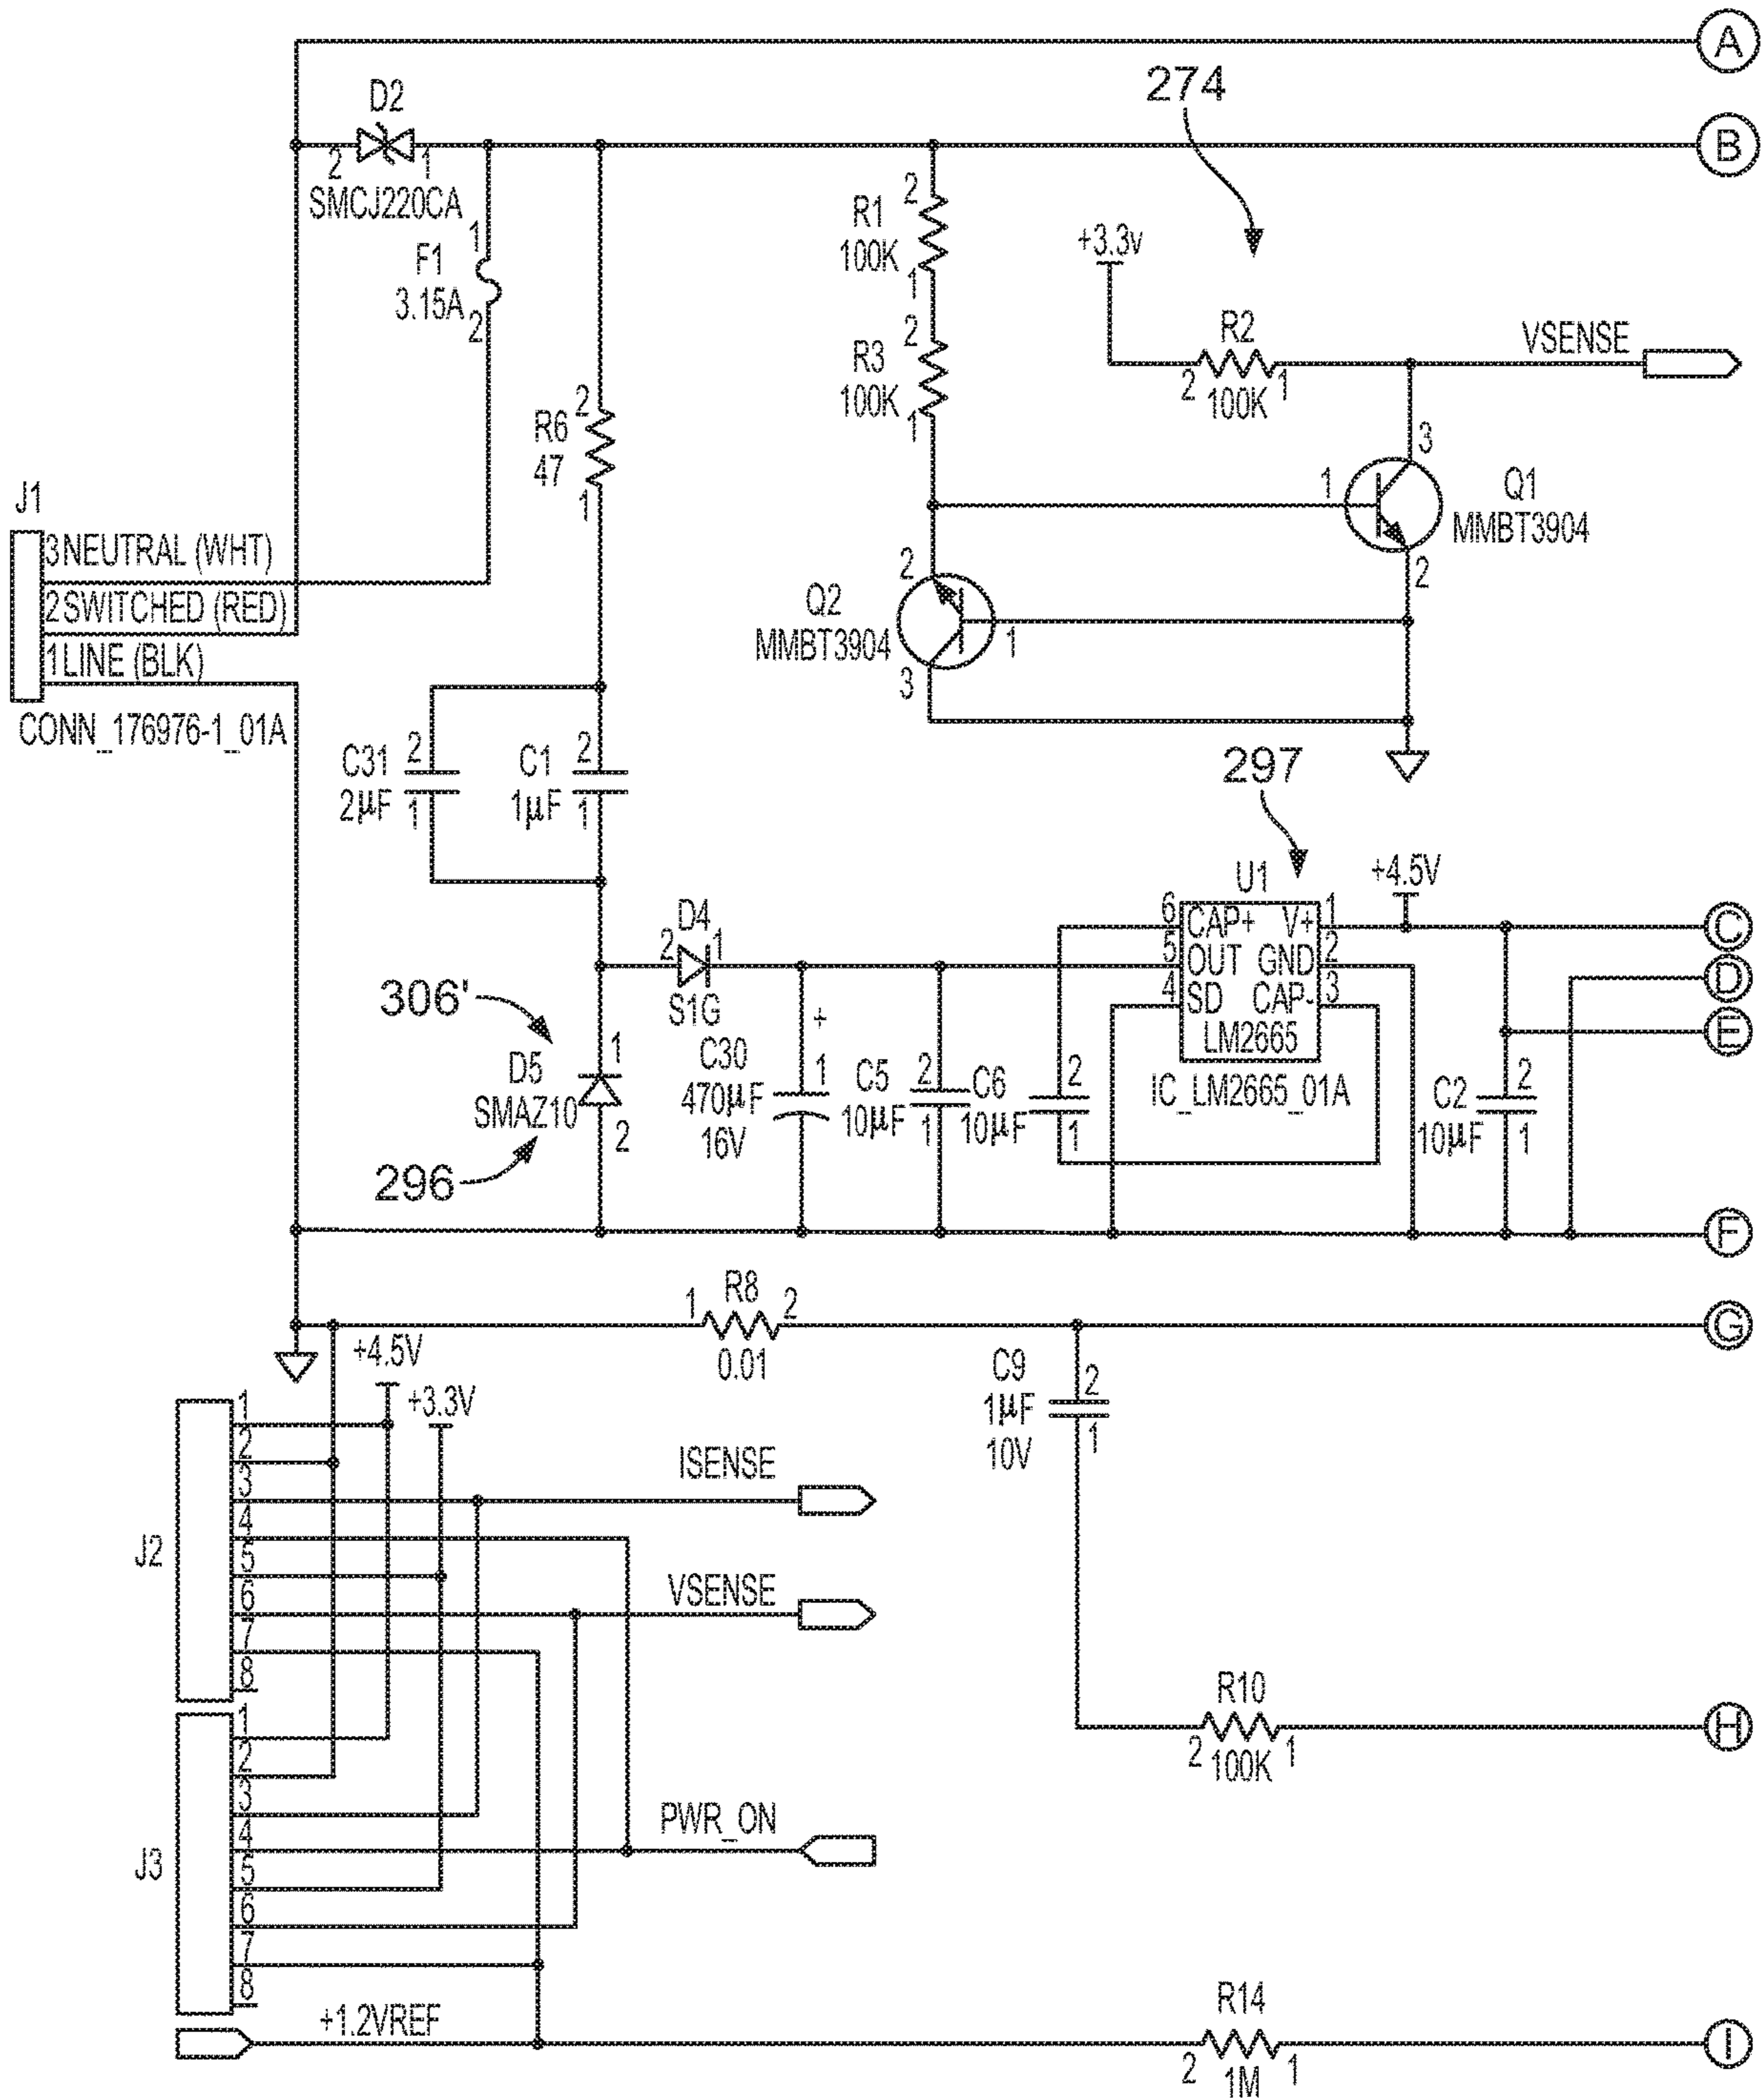 A
D2
274
2
1
B
SMCJ220CA
1
F1
3.15A
2
2
R1
100K
1
+3.3v
2
R3
100K
1
R2
2
100K
1
VSENSE
2
R6
47
1
3
1
Q1
MMBT3904
2
J1
3 NEUTRAL (WHT)
2 SWITCHED (RED)
1 LINE (BLK)
CONN_176976-1_01A
2
Q2
MMBT3904
1
3
C31
2
2µF
1
C1
2
1µF
1
297
U1
+4.5V
6 CAP+ V+ 1
5 OUT GND 2
4 SD CAP- 3
LM2665
IC_LM2665_01A
C
D
E
D4
2
1
S1G
306'
1
D5
SMAZ10
2
296
+
C30
1
470µF
16V
C5
2
10µF
1
C6
2
10µF
1
C2
2
10µF
1
F
R8
1
2
0.01
G
+4.5V
+3.3V
C9
2
1µF
1
10V
J2
1
2
3
4
5
6
7
8
ISENSE
VSENSE
R10
2
100K
1
H
J3
1
2
3
4
5
6
7
8
PWR_ON
+1.2VREF
R14
2
1M
1
I